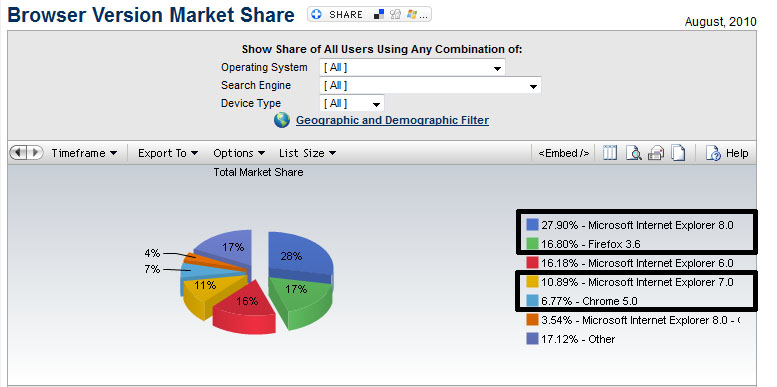 Browser Version Market Share
SHARE
...
August, 2010
Show Share of All Users Using Any Combination of:
Operating System [ All ]
Search Engine [ All ]
Device Type [ All ]
Geographic and Demographic Filter
Timeframe Export To Options List Size <Embed /> Help
Total Market Share
17%
28%
4%
7%
11%
17%
16%
27.90% - Microsoft Internet Explorer 8.0
16.80% - Firefox 3.6
16.18% - Microsoft Internet Explorer 6.0
10.89% - Microsoft Internet Explorer 7.0
6.77% - Chrome 5.0
3.54% - Microsoft Internet Explorer 8.0 -
17.12% - Other